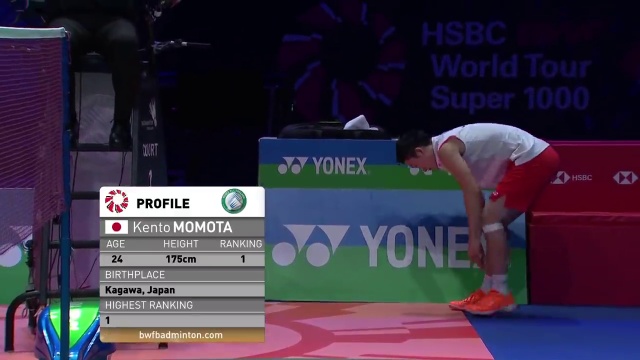 HSBC
World Tour
Super 1000
YONEX
HSBC
YONEX
COURT
PROFILE
Kento MOMOTA
AGE HEIGHT RANKING
24 175cm 1
BIRTHPLACE
Kagawa, Japan
HIGHEST RANKING
1
bwfbadminton.com